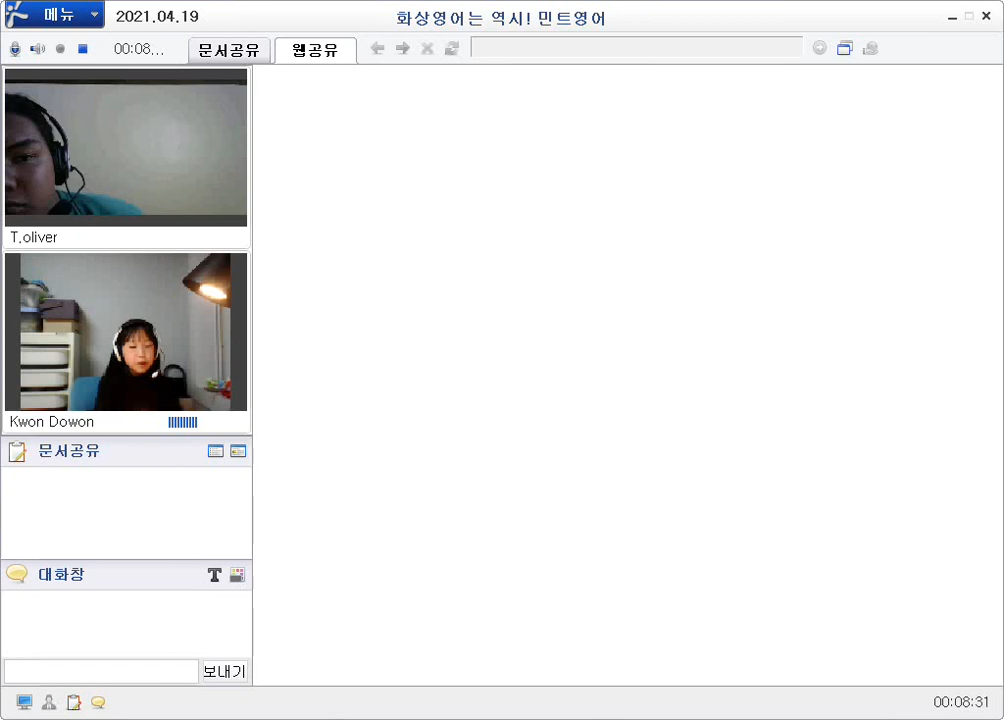 메뉴
2021.04.19
화상영어는 역시! 민트영어
00:08...
문서공유
웹공유
T.oliver
Kwon Dowon
문서공유
대화창
T
보내기
00:08:31